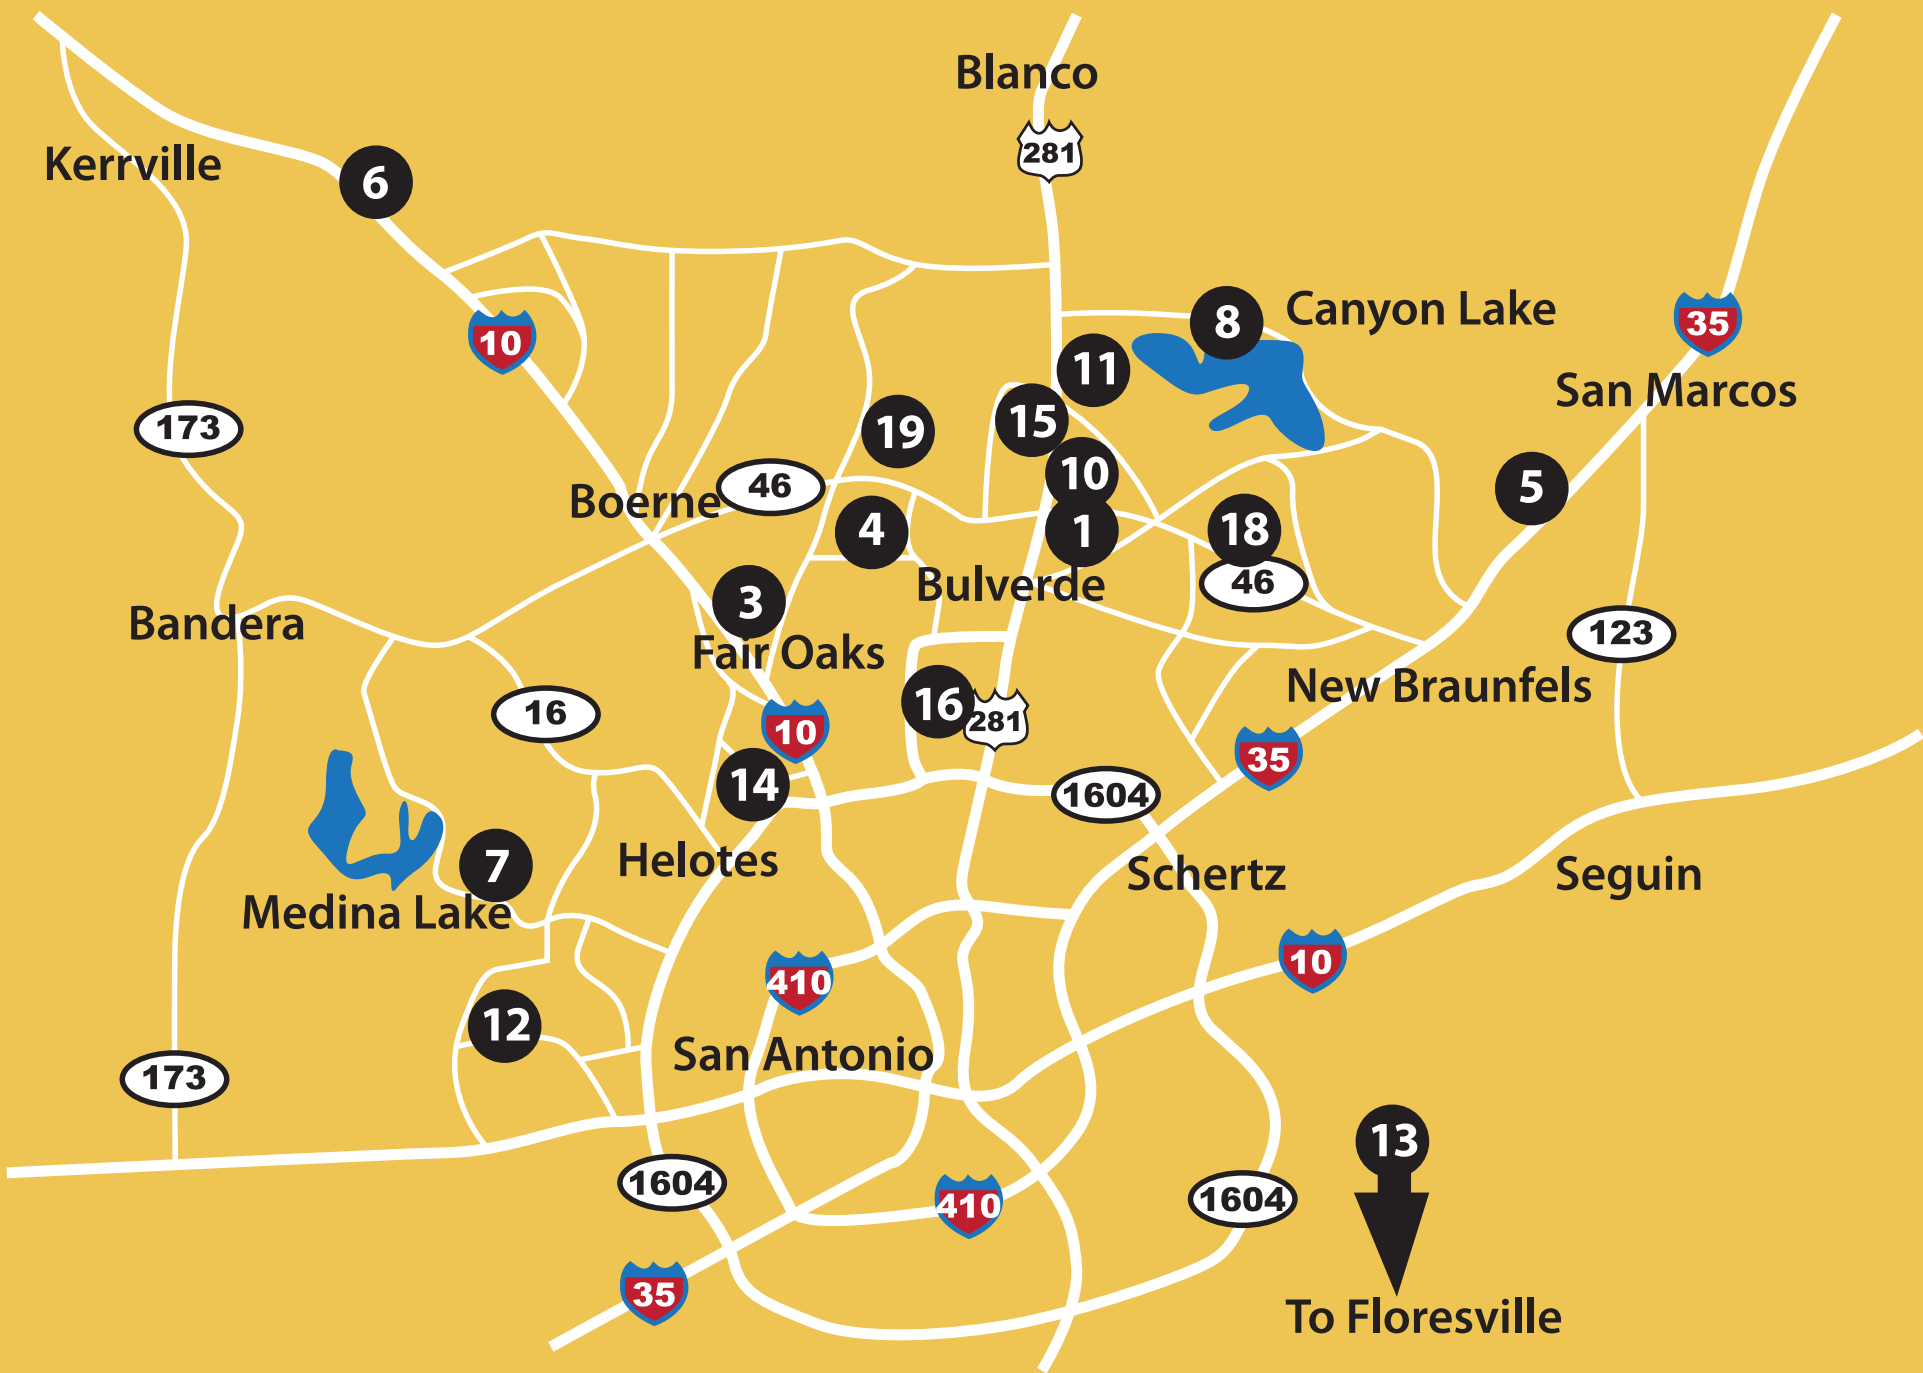 Blanco
281
Kerrville
6
8
Canyon Lake
35
10
11
San Marcos
173
19
15
10
46
Boerne
5
4
1
18
Bulverde
46
3
Bandera
123
Fair Oaks
New Braunfels
16
16
281
10
35
14
1604
Helotes
7
Schertz
Seguin
Medina Lake
10
410
12
San Antonio
173
13
1604
410
1604
35
To Floresville